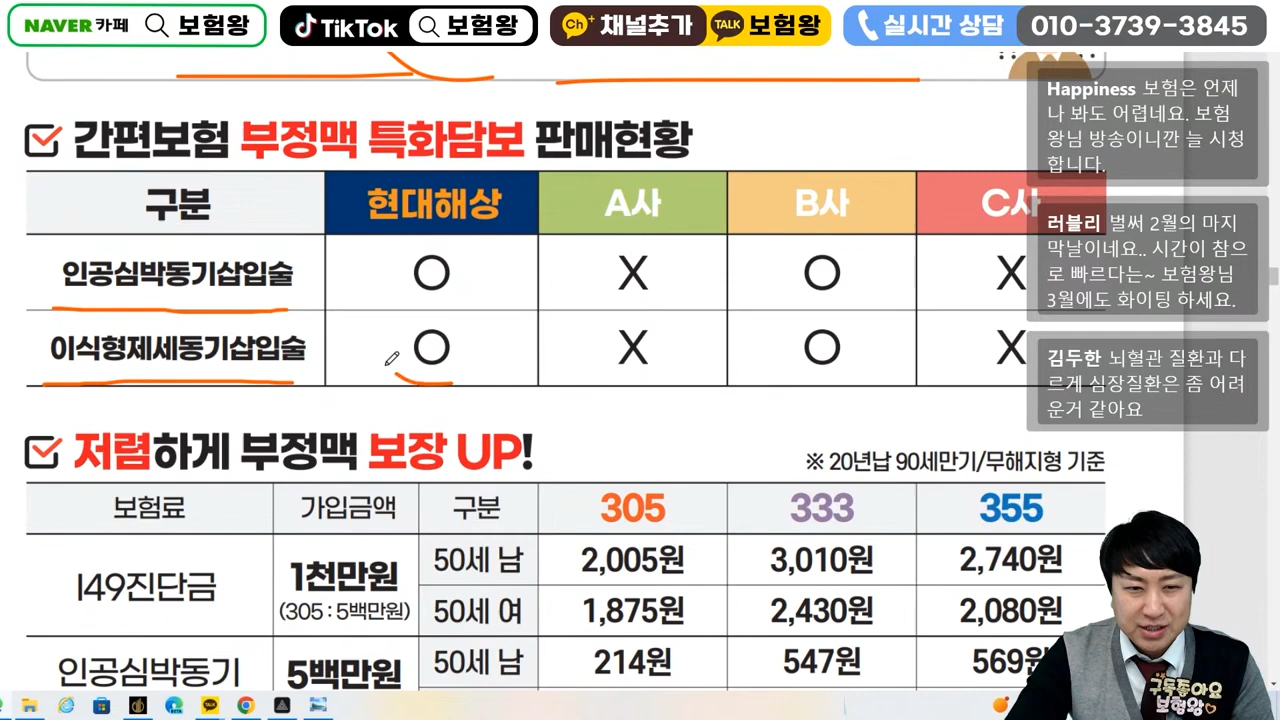 NAVER 카페 보험왕
TikTok 보험왕
Ch+ 채널추가 TALK 보험왕
실시간 상담 010-3739-3845
간편보험 부정맥 특화담보 판매현황
구분 현대해상 A사 B사 C사
인공심박동기삽입술 O X O X
이식형제세동기삽입술 O X O X
저렴하게 부정맥 보장 UP!
※ 20년납 90세만기/무해지형 기준
보험료 가입금액 구분 305 333 355
I49진단금 1천만원
(305 : 5백만원)
50세 남 2,005원 3,010원 2,740원
50세 여 1,875원 2,430원 2,080원
인공심박동기 5백만원 50세 남 214원 547원 569원
Happiness 보험은 언제
나 봐도 어렵네요. 보험
왕님 방송이니깐 늘 시청
합니다.
러블리 벌써 2월의 마지
막날이네요.. 시간이 참으
로 빠르다는~ 보험왕님
3월에도 화이팅 하세요.
김두한 뇌혈관 질환과 다
르게 심장질환은 좀 어려
운거 같아요
구독좋아요
보험왕